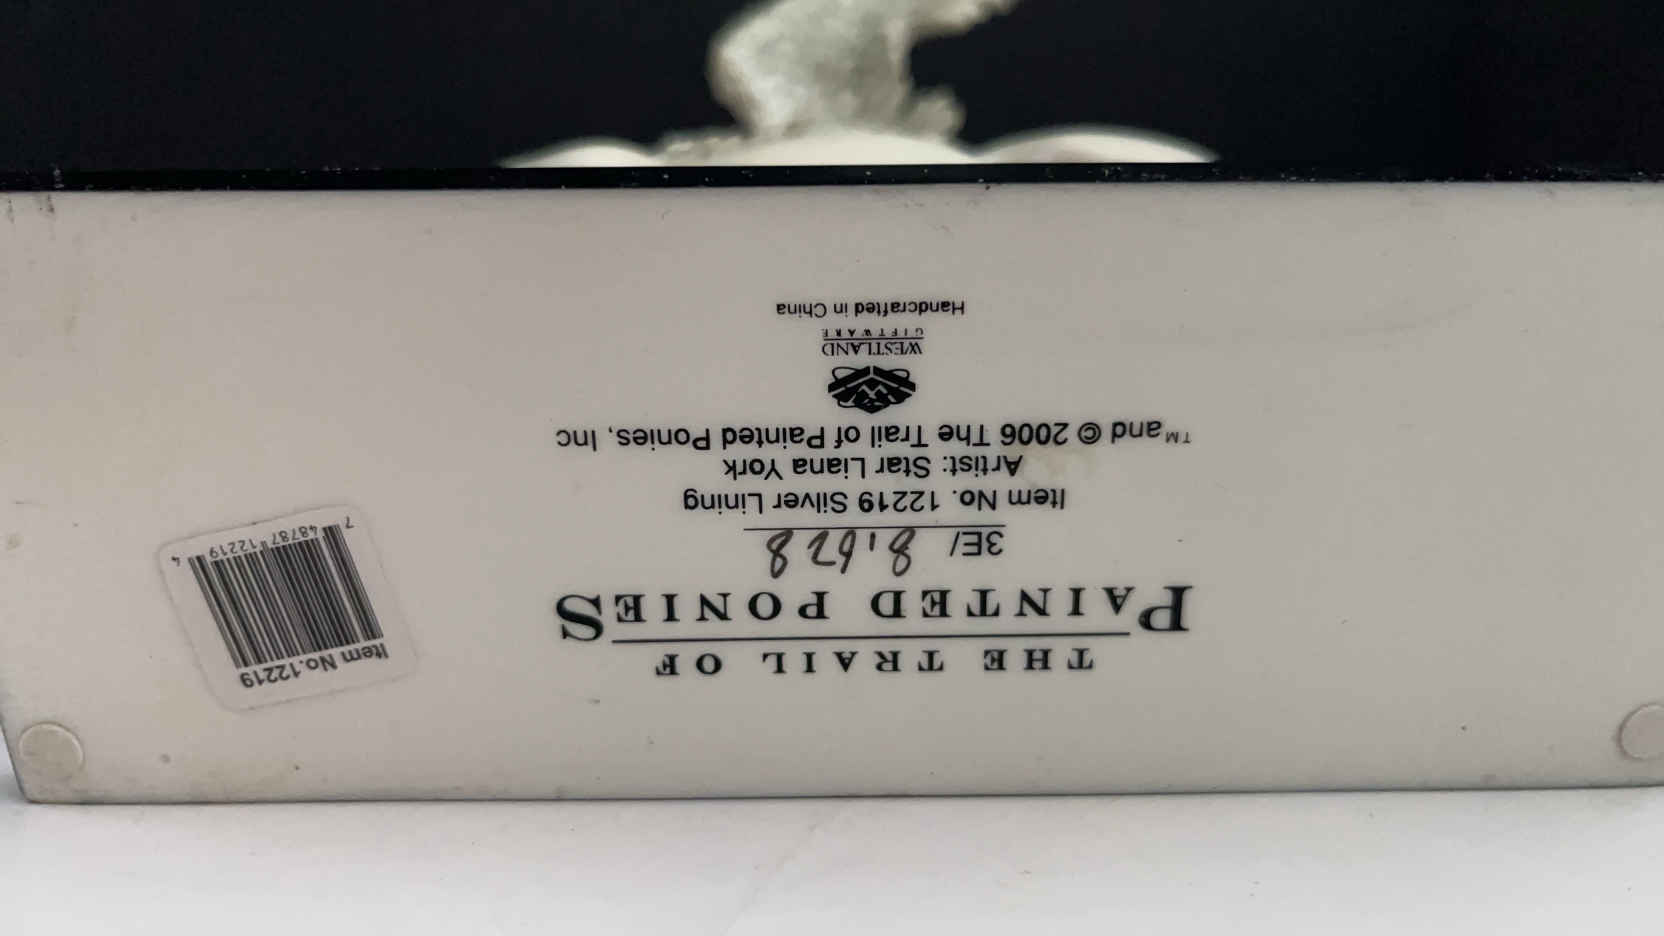 THE TRAIL OF
PAINTED PONIES
3E/ 8,628
Item No. 12219 Silver Lining
Artist: Star Liana York
™ and © 2006 The Trail of Painted Ponies, Inc
WESTLAND
GIFTWARE
Handcrafted in China
Item No.12219
7 48787 12219 4